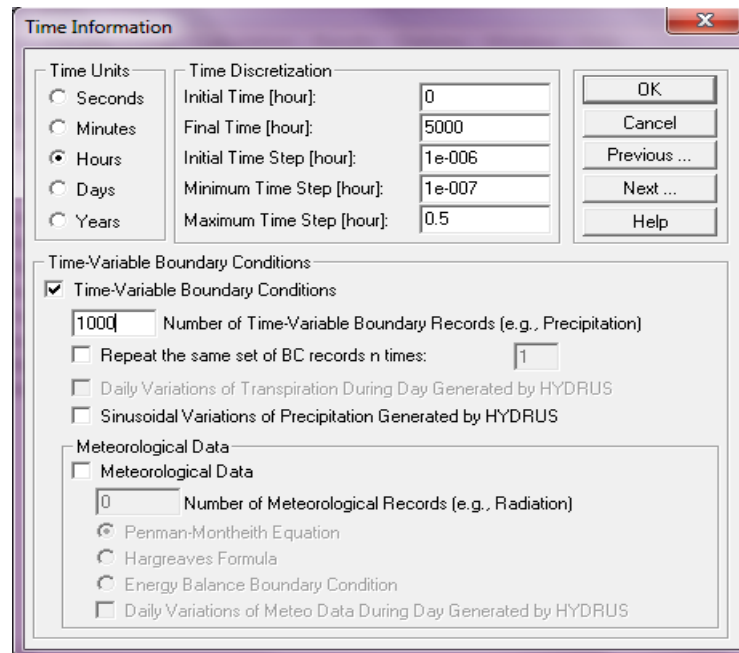 Time Information
Time Units
Seconds
Minutes
Hours
Days
Years
Time Discretization
Initial Time [hour]: 0
Final Time [hour]: 5000
Initial Time Step [hour]: 1e-006
Minimum Time Step [hour]: 1e-007
Maximum Time Step [hour]: 0.5
OK
Cancel
Previous ...
Next ...
Help
Time-Variable Boundary Conditions
Time-Variable Boundary Conditions
1000 Number of Time-Variable Boundary Records (e.g., Precipitation)
Repeat the same set of BC records n times: 1
Daily Variations of Transpiration During Day Generated by HYDRUS
Sinusoidal Variations of Precipitation Generated by HYDRUS
Meteorological Data
Meteorological Data
0 Number of Meteorological Records (e.g., Radiation)
Penman-Montheith Equation
Hargreaves Formula
Energy Balance Boundary Condition
Daily Variations of Meteo Data During Day Generated by HYDRUS